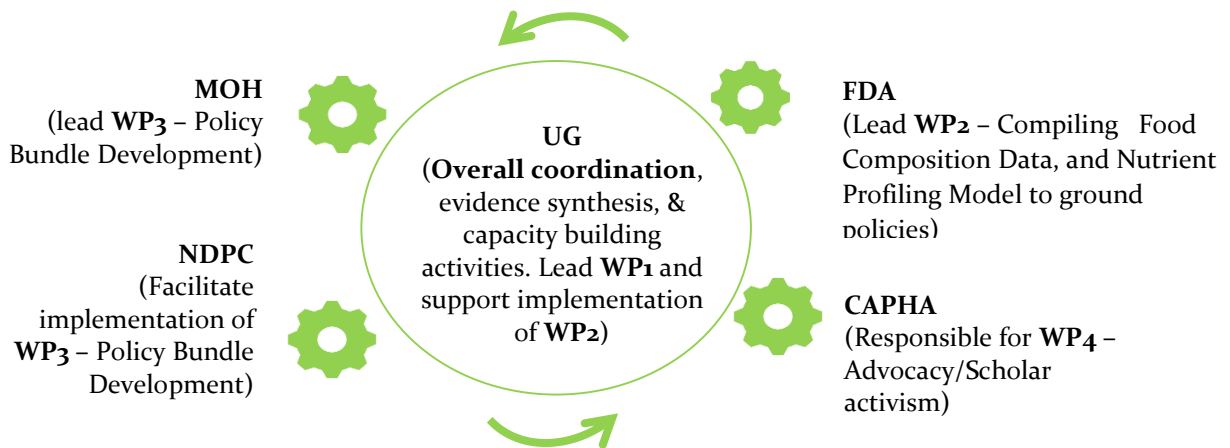 MOH
(lead WP3 – Policy
Bundle Development)
NDPC
(Facilitate
implementation of
WP3 – Policy Bundle
Development)
UG
(Overall coordination,
evidence synthesis, &
capacity building
activities. Lead WP1 and
support implementation
of WP2)
FDA
(Lead WP2 – Compiling Food
Composition Data, and Nutrient
Profiling Model to ground
policies)
CAPHA
(Responsible for WP4 –
Advocacy/Scholar
activism)